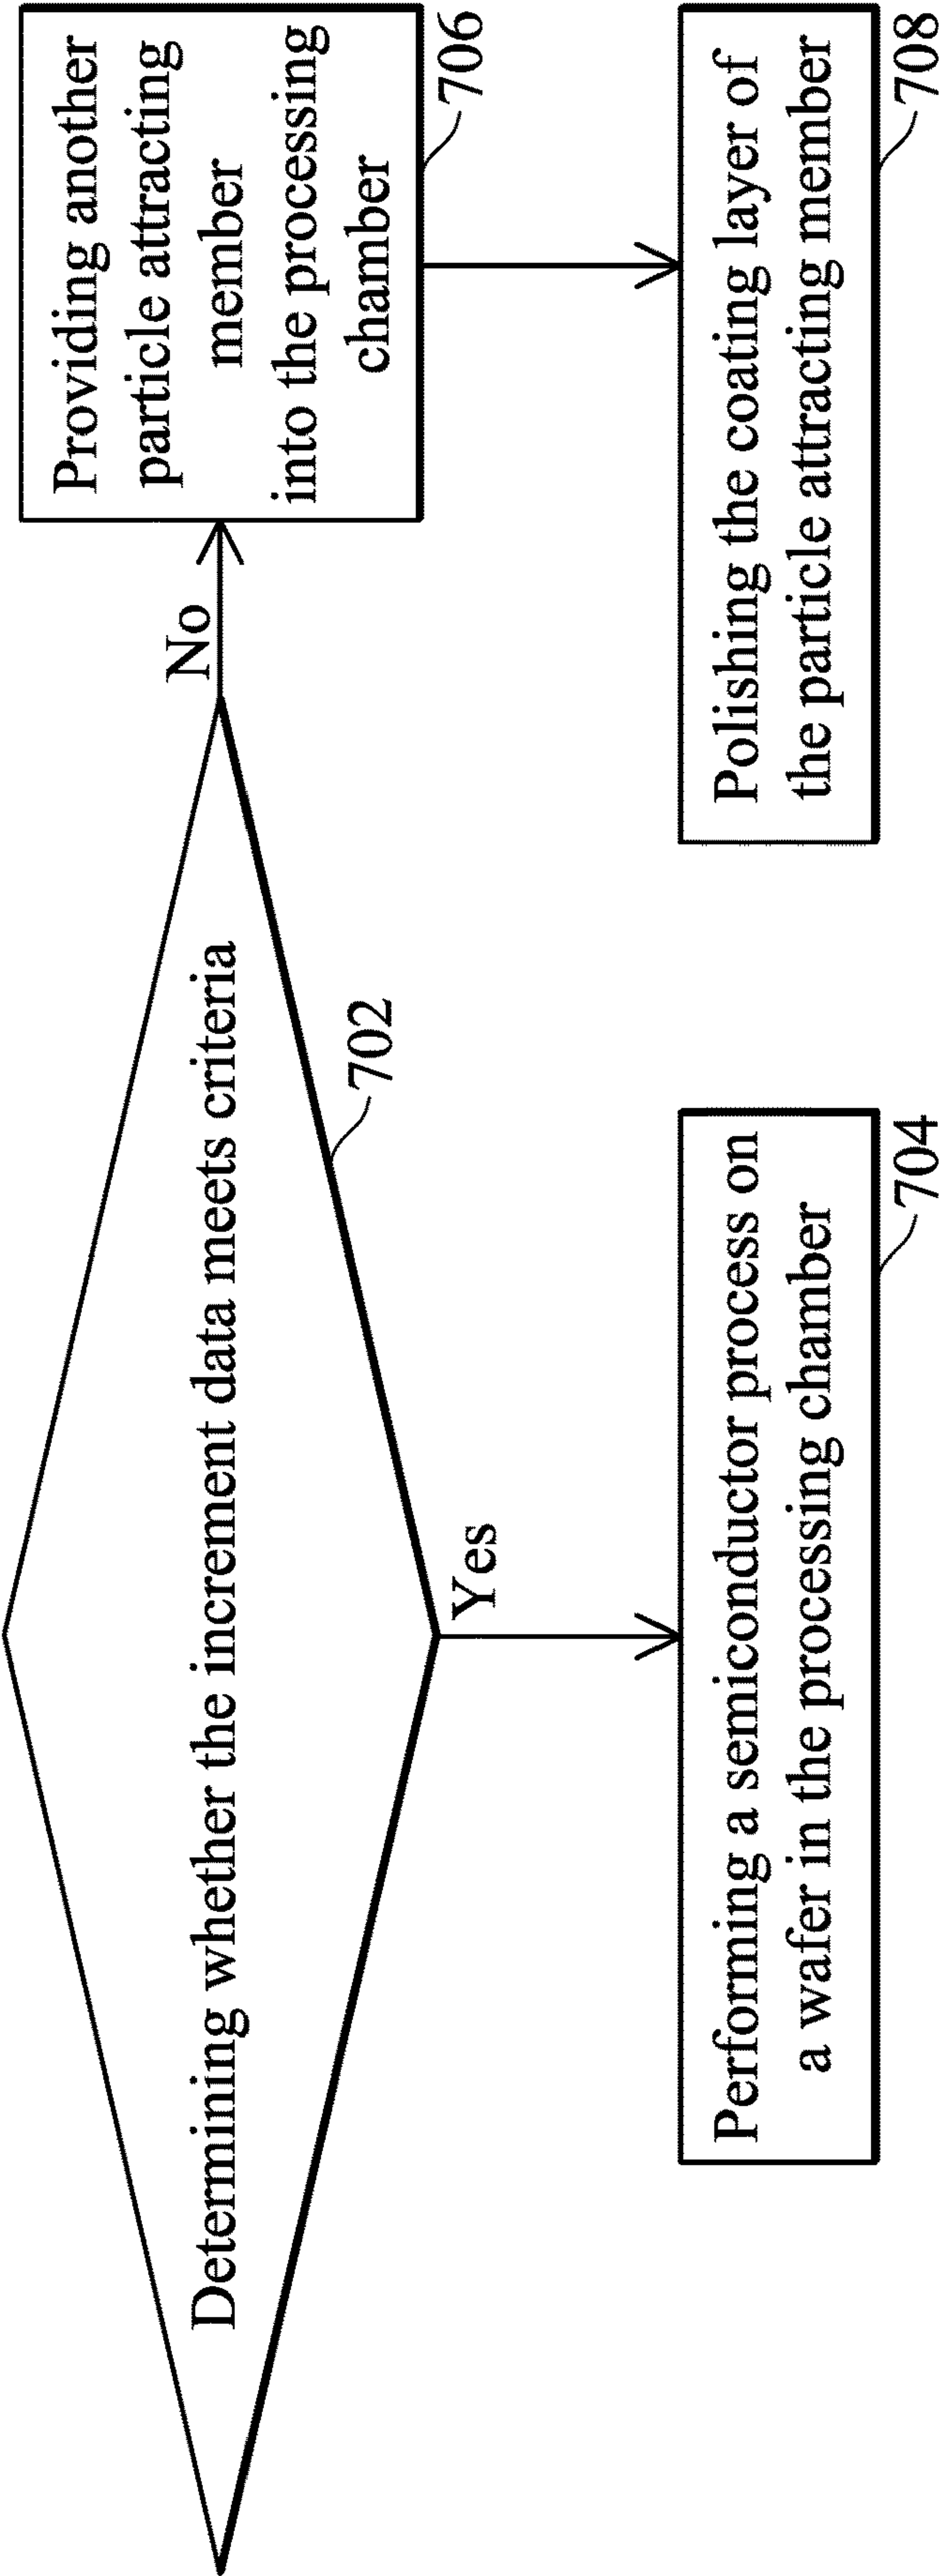 Determining whether the increment data meets criteria
702
No
Providing another
particle attracting
member
into the processing
chamber
706
Yes
Performing a semiconductor process on
a wafer in the processing chamber
704
Polishing the coating layer of
the particle attracting member
708